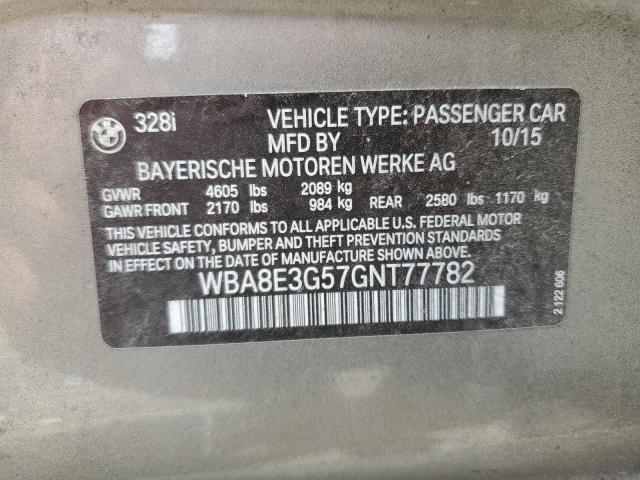 328i VEHICLE TYPE: PASSENGER CAR
MFD BY 10/15
BAYERISCHE MOTOREN WERKE AG
GVWR 4605 lbs 2089 kg
GAWR FRONT 2170 lbs 984 kg REAR 2580 lbs 1170 kg
THIS VEHICLE CONFORMS TO ALL APPLICABLE U.S. FEDERAL MOTOR
VEHICLE SAFETY, BUMPER AND THEFT PREVENTION STANDARDS
IN EFFECT ON THE DATE OF MANUFACTURE SHOWN ABOVE.
WBA8E3G57GNT77782
2 122 606